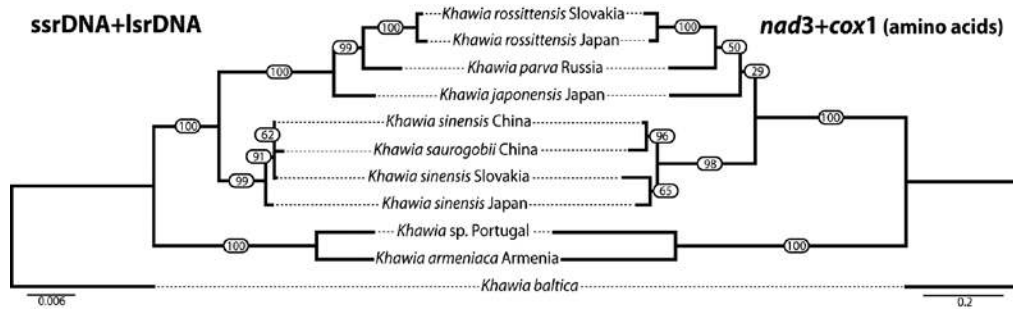 ssrDNA+lsrDNA
nad3+cox1 (amino acids)
Khawia rossittensis Slovakia
100
100
Khawia rossittensis Japan
99
50
Khawia parva Russia
100
29
Khawia japonensis Japan
Khawia sinensis China
100
100
62
96
Khawia saurogobii China
91
98
Khawia sinensis Slovakia
99
65
Khawia sinensis Japan
Khawia sp. Portugal
100
100
Khawia armeniaca Armenia
Khawia baltica
0.006
0.2